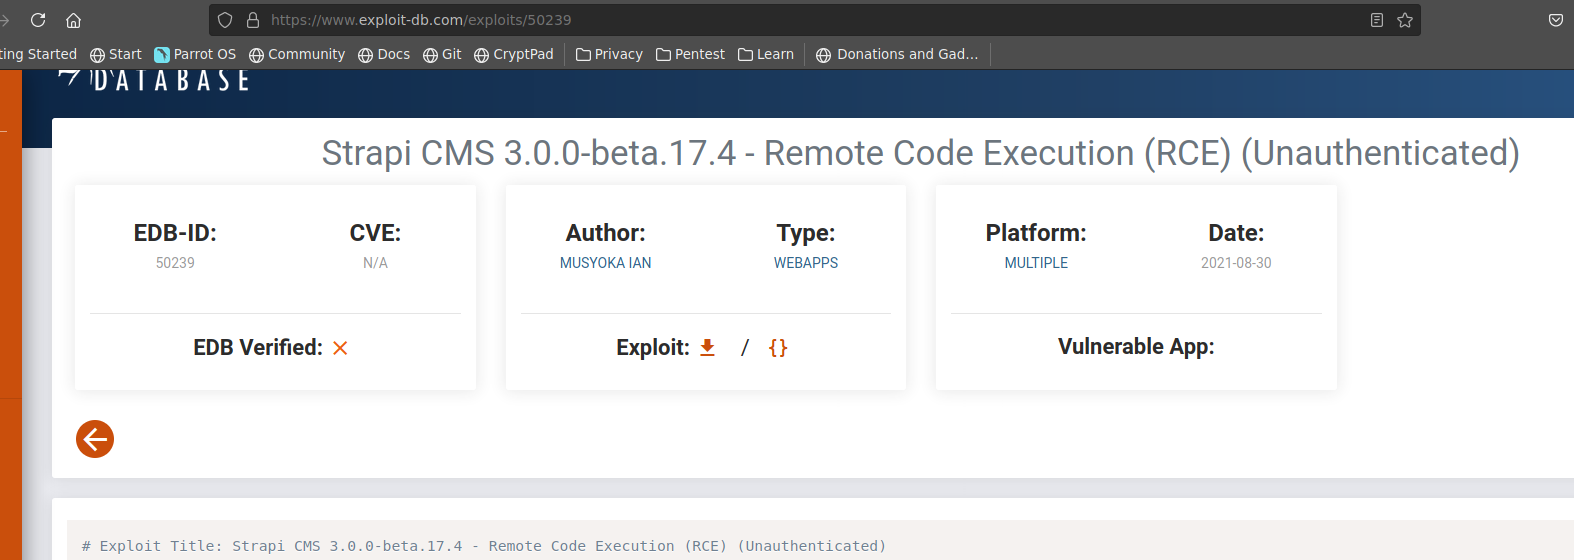 https://www.exploit-db.com/exploits/50239
ting Started Start Parrot OS Community Docs Git CryptPad Privacy Pentest Learn Donations and Gad...
DATABASE
Strapi CMS 3.0.0-beta.17.4 - Remote Code Execution (RCE) (Unauthenticated)
EDB-ID: CVE: Author: Type: Platform: Date:
50239 N/A MUSYOKA IAN WEBAPPS MULTIPLE 2021-08-30
EDB Verified: × Exploit: / {} Vulnerable App:
# Exploit Title: Strapi CMS 3.0.0-beta.17.4 - Remote Code Execution (RCE) (Unauthenticated)